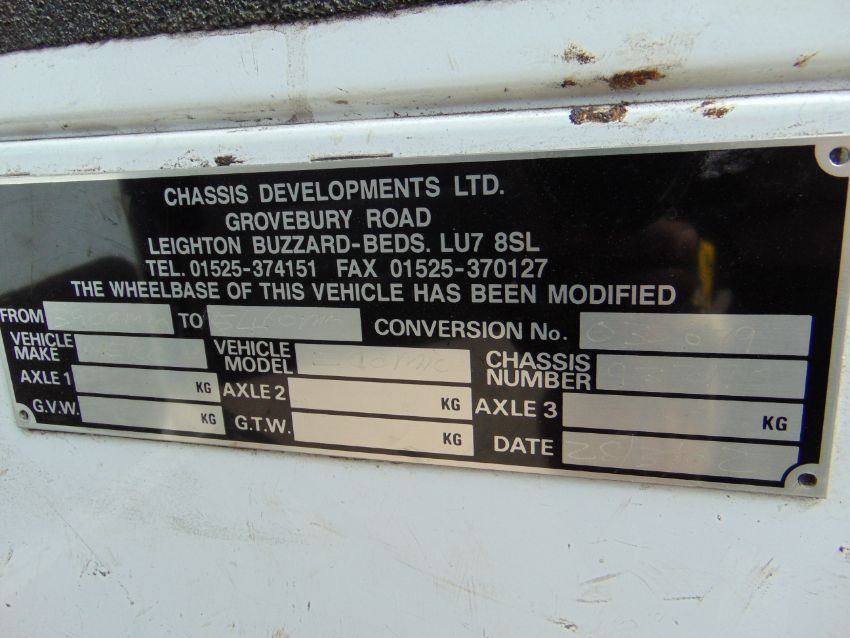 CHASSIS DEVELOPMENTS LTD.
GROVEBURY ROAD
LEIGHTON BUZZARD-BEDS. LU7 8SL
TEL. 01525-374151 FAX 01525-370127
THE WHEELBASE OF THIS VEHICLE HAS BEEN MODIFIED
FROM TO CONVERSION No.
VEHICLE MAKE VEHICLE MODEL CHASSIS NUMBER
AXLE 1 KG AXLE 2 KG AXLE 3 KG
G.V.W. KG G.T.W. KG DATE